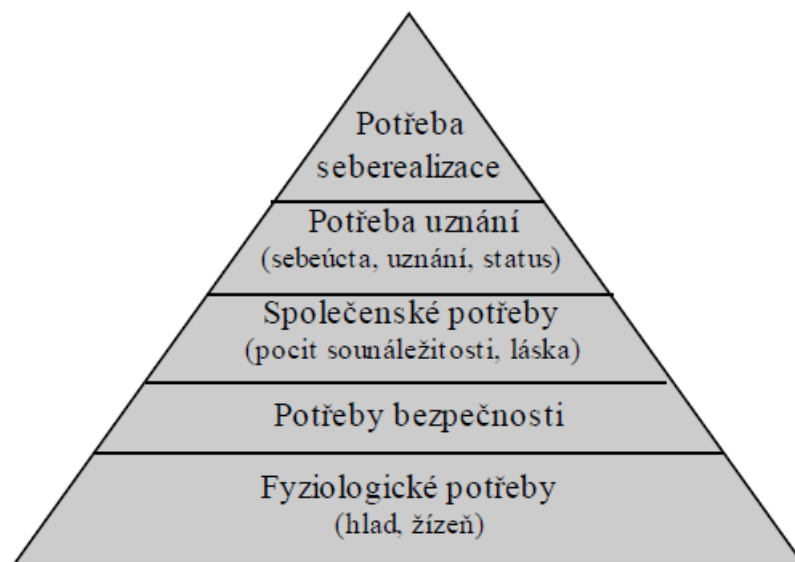 Potřeba
seberealizace
Potřeba uznání
(sebeúcta, uznání, status)
Společenské potřeby
(pocit sounáležitosti, láska)
Potřeby bezpečnosti
Fyziologické potřeby
(hlad, žízeň)